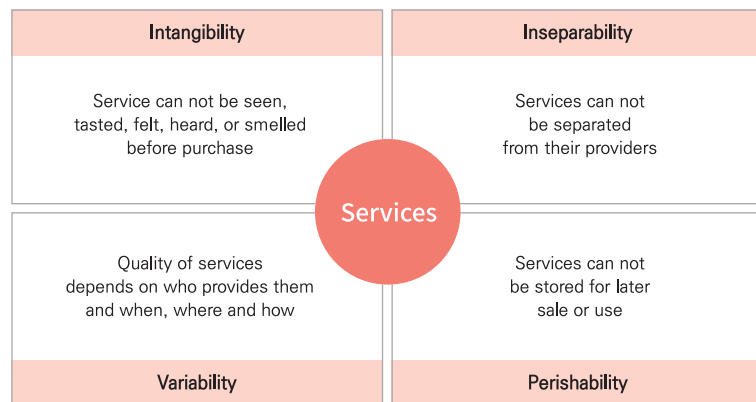 Intangibility
Service can not be seen,
tasted, felt, heard, or smelled
before purchase
Inseparability
Services can not
be separated
from their providers
Services
Quality of services
depends on who provides them
and when, where and how
Variability
Services can not
be stored for later
sale or use
Perishability